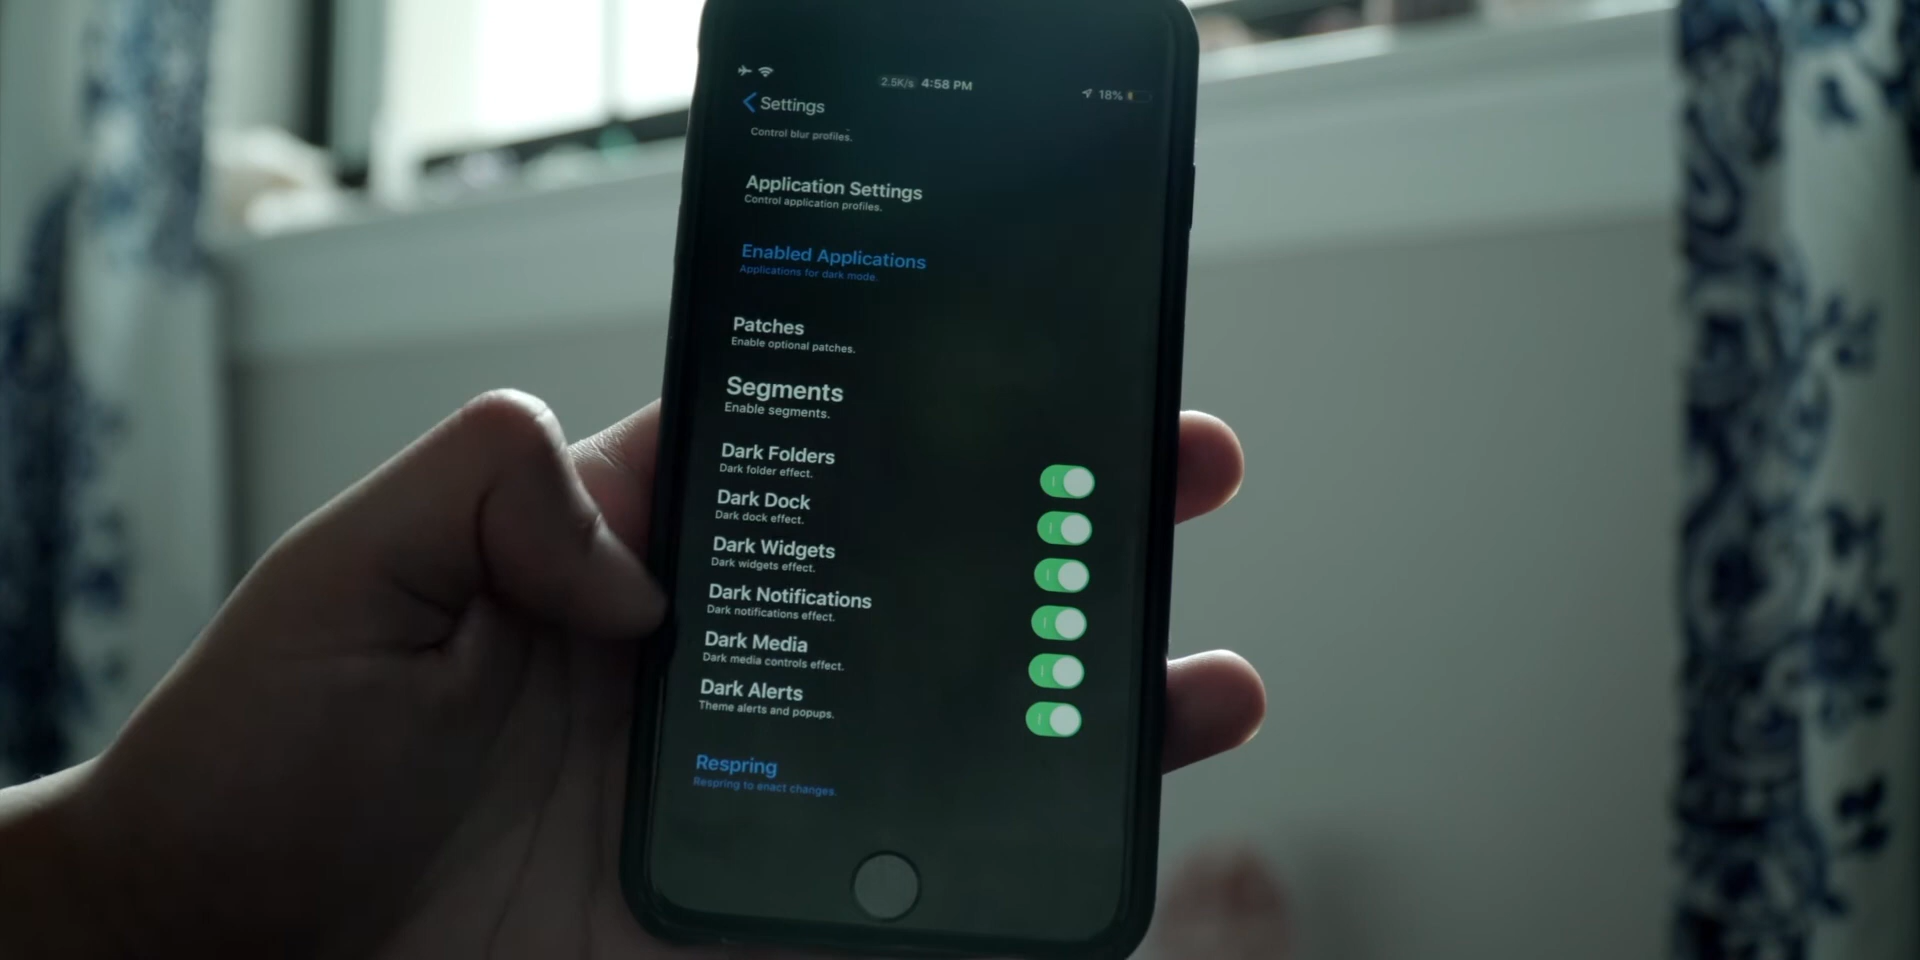 2.5K/s 4:58 PM
18%
Settings
Control blur profiles.
Application Settings
Control application profiles.
Enabled Applications
Applications for dark mode.
Patches
Enable optional patches.
Segments
Enable segments.
Dark Folders
Dark folder effect.
Dark Dock
Dark dock effect.
Dark Widgets
Dark widgets effect.
Dark Notifications
Dark notifications effect.
Dark Media
Dark media controls effect.
Dark Alerts
Theme alerts and popups.
Respring
Respring to enact changes.